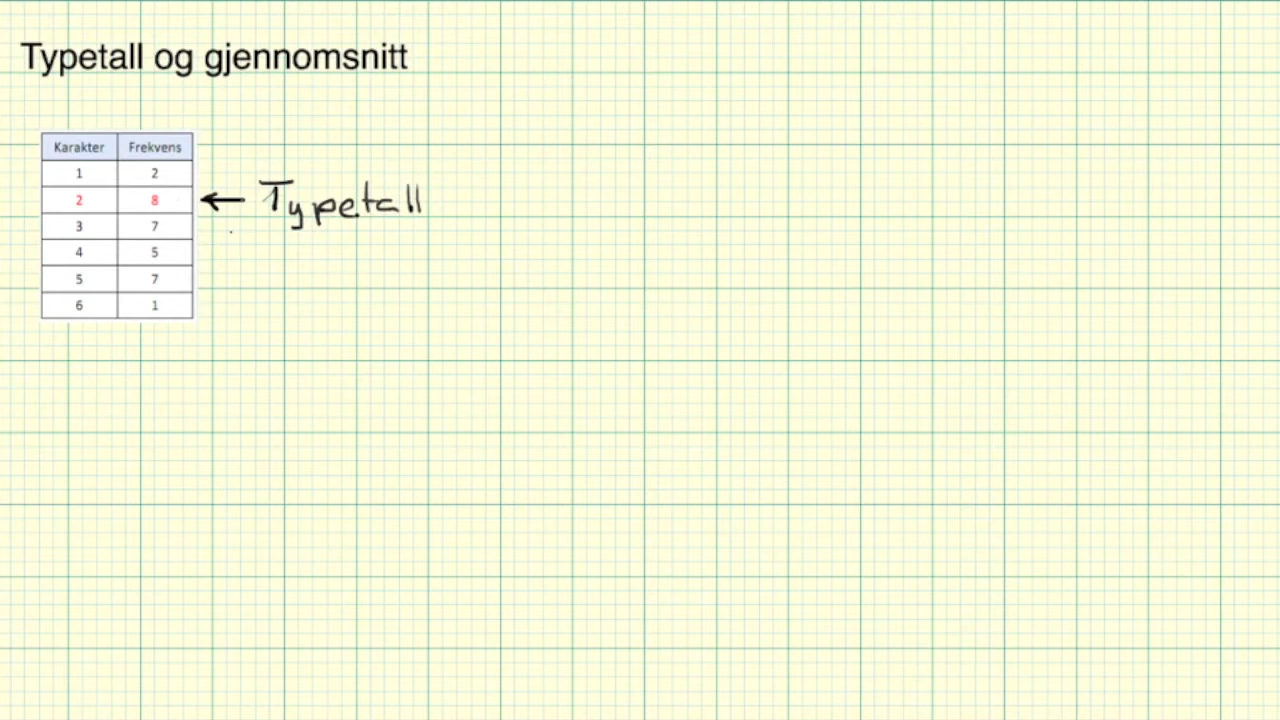 Typetall og gjennomsnitt
Karakter Frekvens
1 2
2 8 ← Typetall
3 7
4 5
5 7
6 1